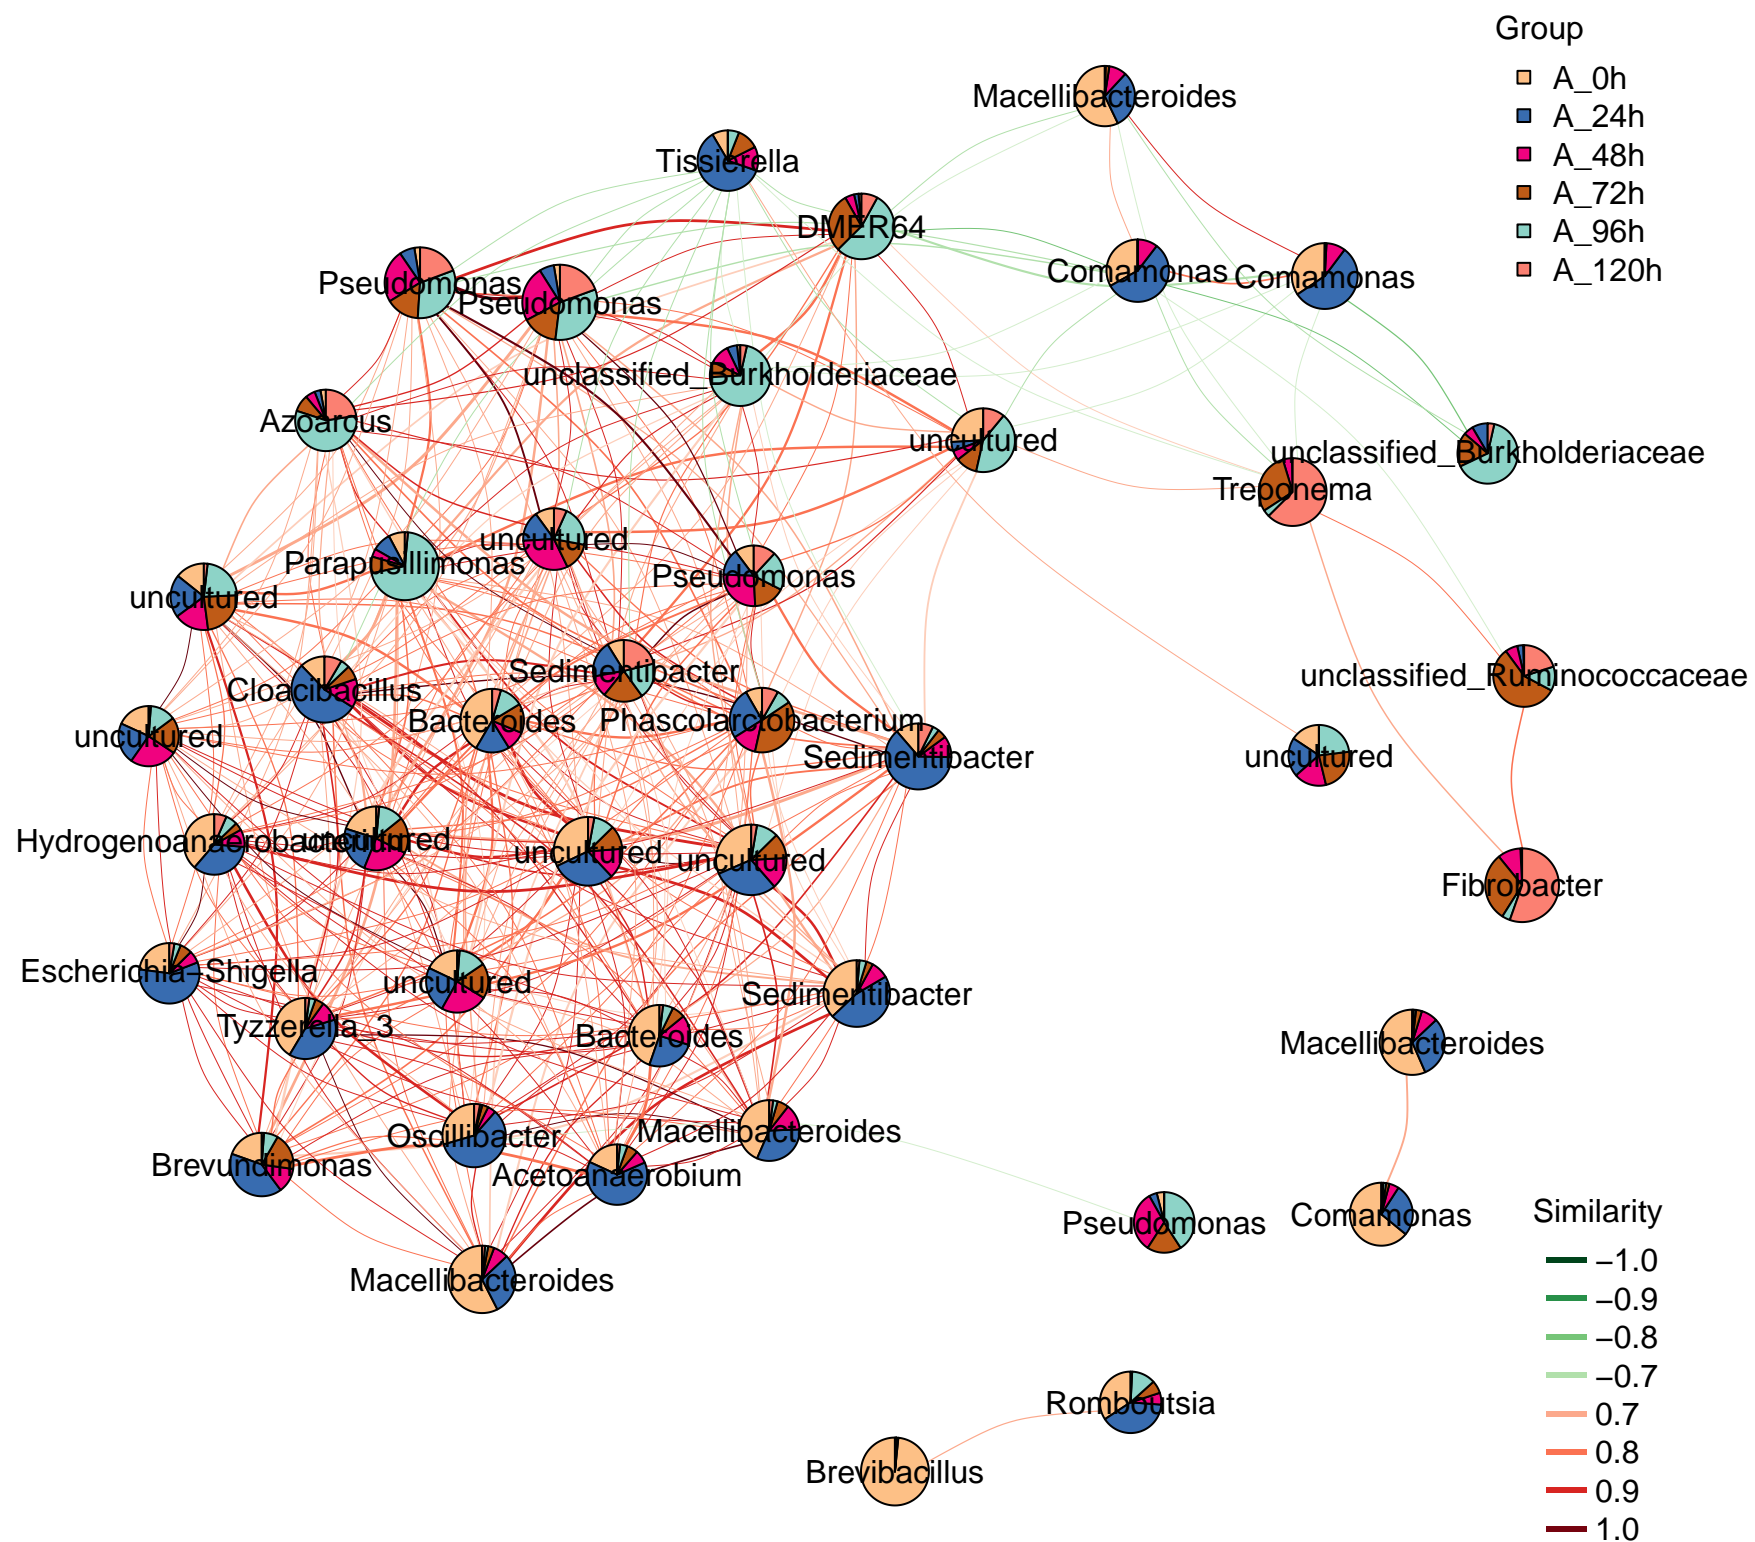 Group
A_0h
A_24h
A_48h
A_72h
A_96h
A_120h
Macellibacteroides
Tissierella
DMER64
Comamonas
Comamonas
Pseudomonas
Pseudomonas
unclassified_Burkholderiaceae
Azoarcus
uncultured
unclassified_Burkholderiaceae
Treponema
uncultured
Parapusillimonas
Pseudomonas
uncultured
Sedimentibacter
unclassified_Ruminococcaceae
Cloacibacillus
Bacteroides
Phascolarctobacterium
uncultured
Sedimentibacter
uncultured
Hydrogenoanaerobacterium
uncultured
uncultured
uncultured
Fibrobacter
Escherichia−Shigella
uncultured
Sedimentibacter
Tyzzerella_3
Bacteroides
Macellibacteroides
Oscillibacter
Macellibacteroides
Brevundimonas
Acetoanaerobium
Pseudomonas
Comamonas
Macellibacteroides
Romboutsia
Brevibacillus
Similarity
−1.0
−0.9
−0.8
−0.7
0.7
0.8
0.9
1.0